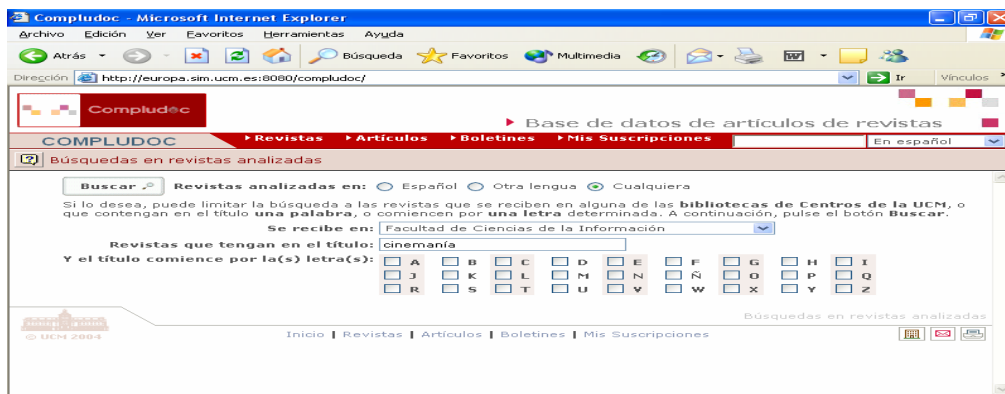 Compludoc - Microsoft Internet Explorer
Archivo Edición Ver Favoritos Herramientas Ayuda
Atrás Búsqueda Favoritos Multimedia
Dirección http://europa.sim.ucm.es:8080/compludoc/ Ir Vínculos
Compludoc
Base de datos de artículos de revistas
COMPLUDOC Revistas Artículos Boletines Mis Suscripciones En español
Búsquedas en revistas analizadas
Buscar Revistas analizadas en: Español Otra lengua Cualquiera
Si lo desea, puede limitar la búsqueda a las revistas que se reciben en alguna de las bibliotecas de Centros de la UCM, o
que contengan en el título una palabra, o comiencen por una letra determinada. A continuación, pulse el botón Buscar.
Se recibe en: Facultad de Ciencias de la Información
Revistas que tengan en el título: cinemanía
Y el título comience por la(s) letra(s): A B C D E F G H I
J K L M N Ñ O P Q
R S T U V W X Y Z
Búsquedas en revistas analizadas
© UCM 2004 Inicio | Revistas | Artículos | Boletines | Mis Suscripciones